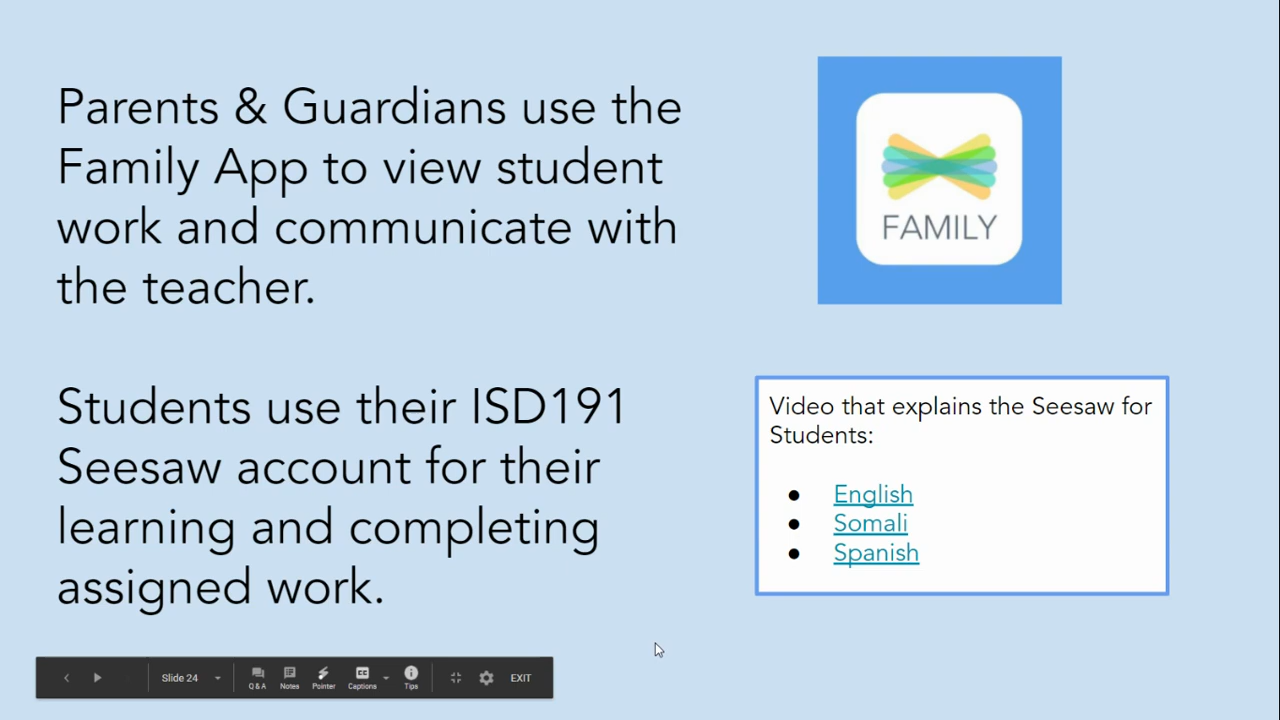 Parents & Guardians use the
Family App to view student
work and communicate with
the teacher.
Students use their ISD191
Seesaw account for their
learning and completing
assigned work.
FAMILY
Video that explains the Seesaw for
Students:
● English
● Somali
● Spanish
Slide 24
Q & A
Notes
Pointer
CC
Captions
Tips
EXIT